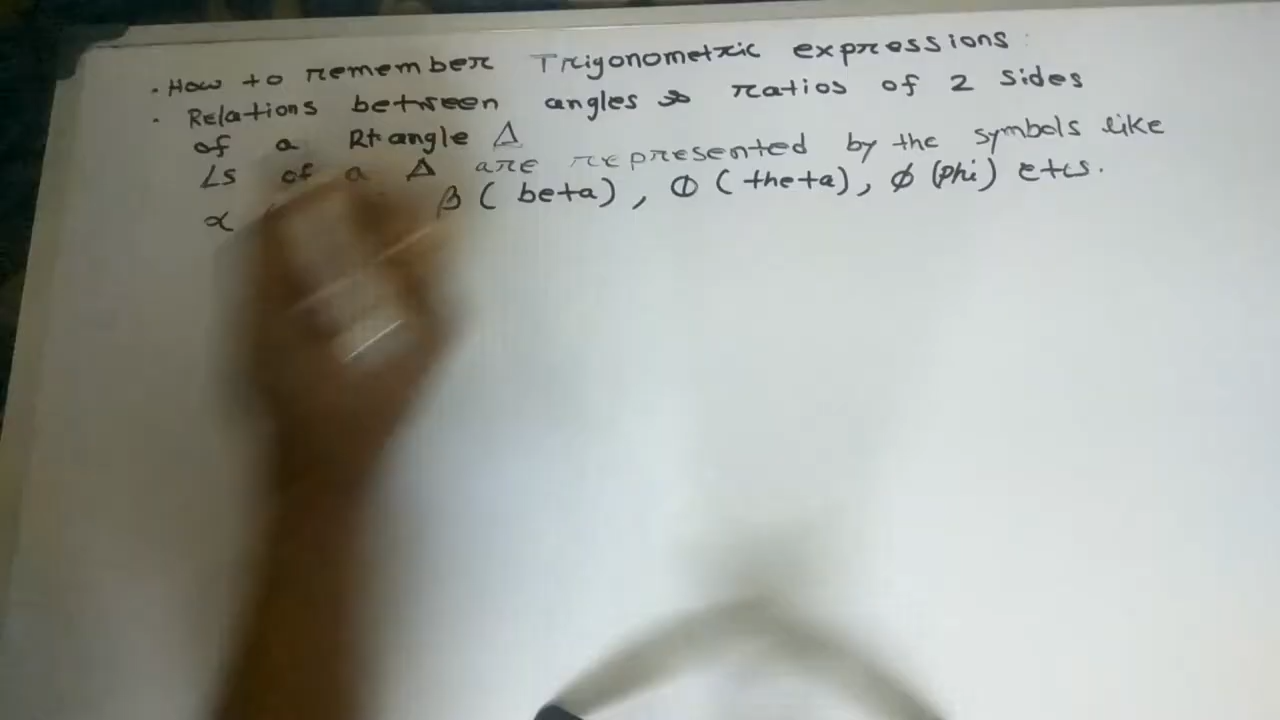 . How to remember Trigonometric expressions :
. Relations between angles & ratios of 2 sides
of a Rt angle Δ
∠s of a Δ are represented by the symbols like
α β ( beta ) , θ ( theta ) , φ (phi) etcs.